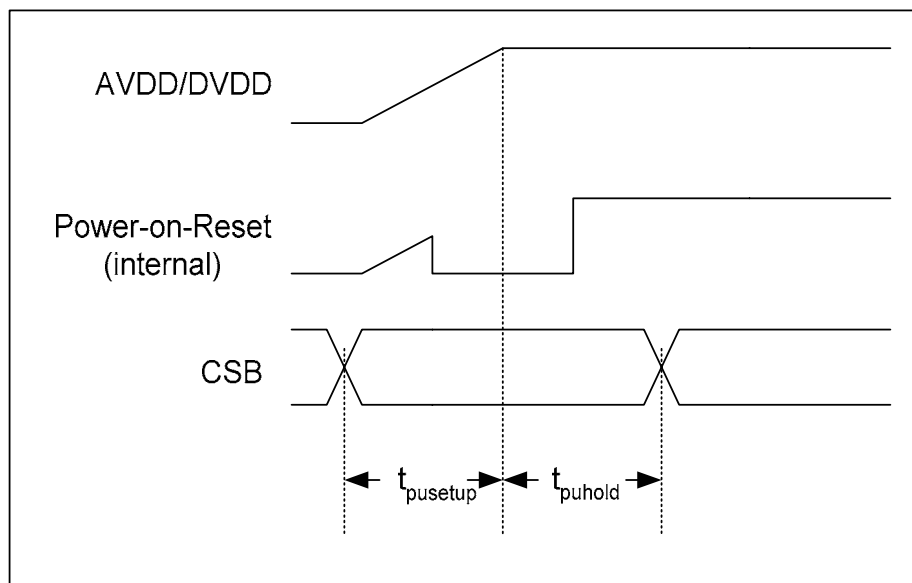 AVDD/DVDD
Power-on-Reset
(internal)
CSB
tpusetup
tpuhold